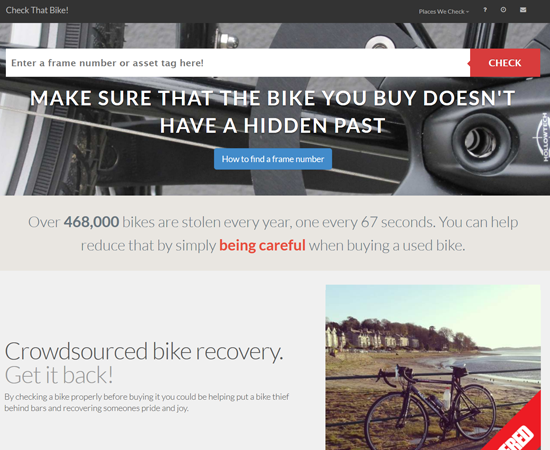 Check That Bike!
Places We Check
?
Enter a frame number or asset tag here!
CHECK
MAKE SURE THAT THE BIKE YOU BUY DOESN'T
HAVE A HIDDEN PAST
HOLLOWTECH
How to find a frame number
Over 468,000 bikes are stolen every year, one every 67 seconds. You can help
reduce that by simply being careful when buying a used bike.
Crowdsourced bike recovery.
Get it back!
By checking a bike properly before buying it you could be helping put a bike thief
behind bars and recovering someones pride and joy.